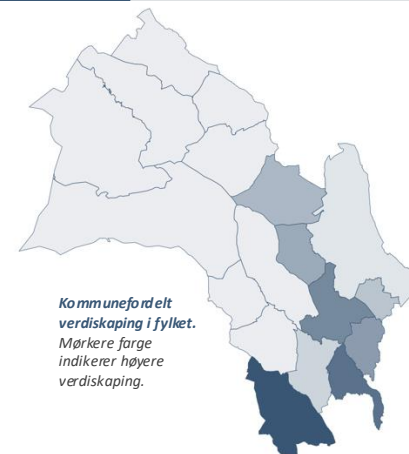 Kommunefordelt
verdiskaping i fylket.
Mørkere farge
indikerer høyere
verdiskaping.